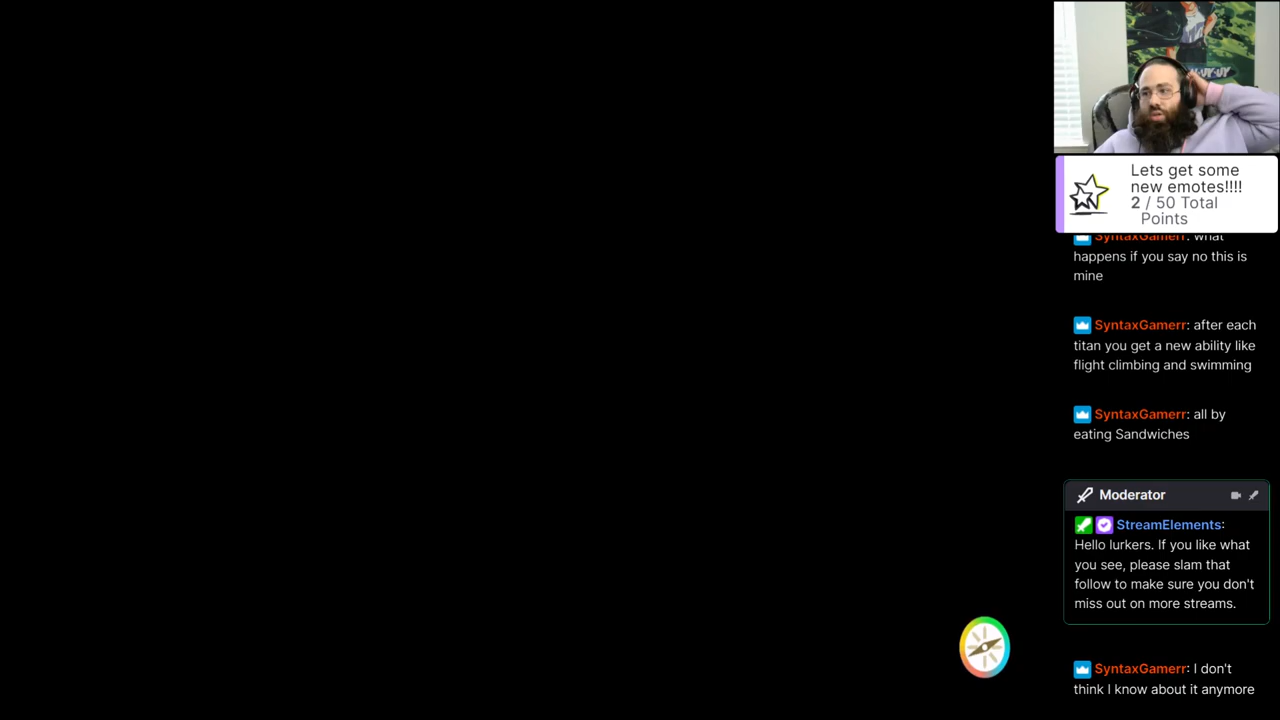 Lets get some
new emotes!!!!
2 / 50 Total
Points
SyntaxGamerr: what
happens if you say no this is
mine
SyntaxGamerr: after each
titan you get a new ability like
flight climbing and swimming
SyntaxGamerr: all by
eating Sandwiches
Moderator
StreamElements:
Hello lurkers. If you like what
you see, please slam that
follow to make sure you don't
miss out on more streams.
SyntaxGamerr: I don't
think I know about it anymore